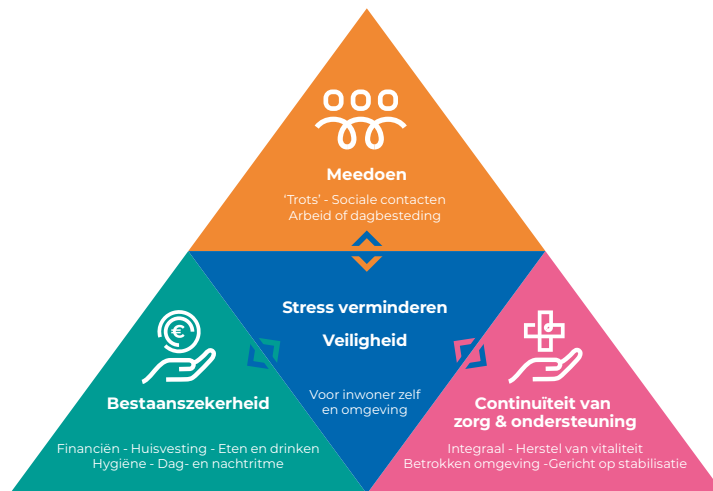 Meedoen
'Trots' - Sociale contacten
Arbeid of dagbesteding
Stress verminderen
Veiligheid
Voor inwoner zelf
en omgeving
€
Bestaanszekerheid
Financiën - Huisvesting - Eten en drinken
Hygiëne - Dag- en nachtritme
Continuïteit van
zorg & ondersteuning
Integraal - Herstel van vitaliteit
Betrokken omgeving -Gericht op stabilisatie